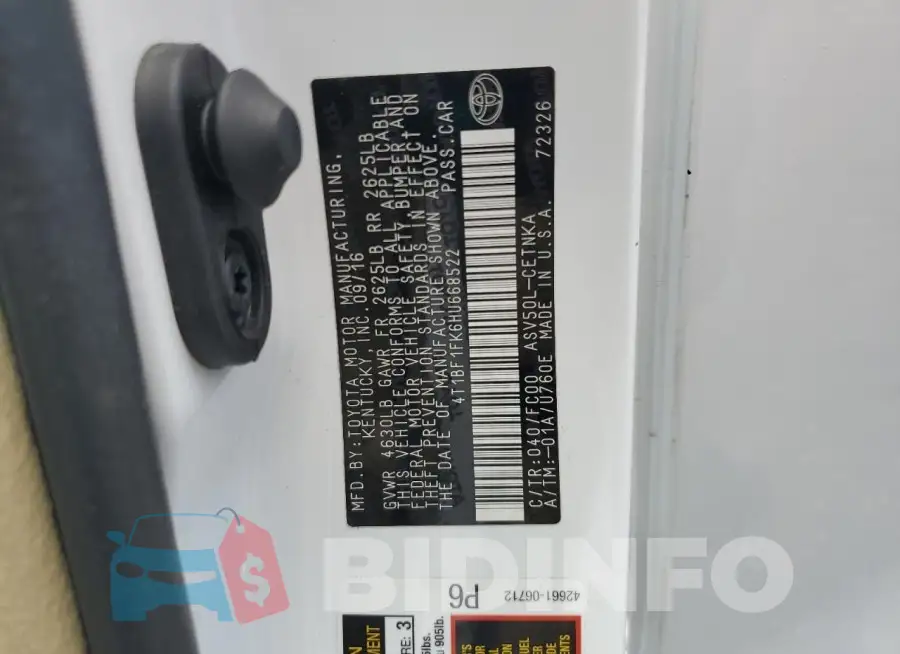 MFD.BY:TOYOTA MOTOR MANUFACTURING,
KENTUCKY, INC. 09/16
GVWR 4630LB GAWR FR 2625LB RR 2625LB
THIS VEHICLE CONFORMS TO ALL APPLICABLE
FEDERAL MOTOR VEHICLE SAFETY, BUMPER, AND
THEFT PREVENTION STANDARDS IN EFFECT ON
THE DATE OF MANUFACTURE SHOWN ABOVE.
4T1BF1FK6HU668522 PASS.CAR
C/TR:040/FC00 ASV50L-CETNKA 72326
A/TM:-01A/U760E MADE IN U.S.A.
BIDINFO
P6
42661-06712
RE: 3
905lb.